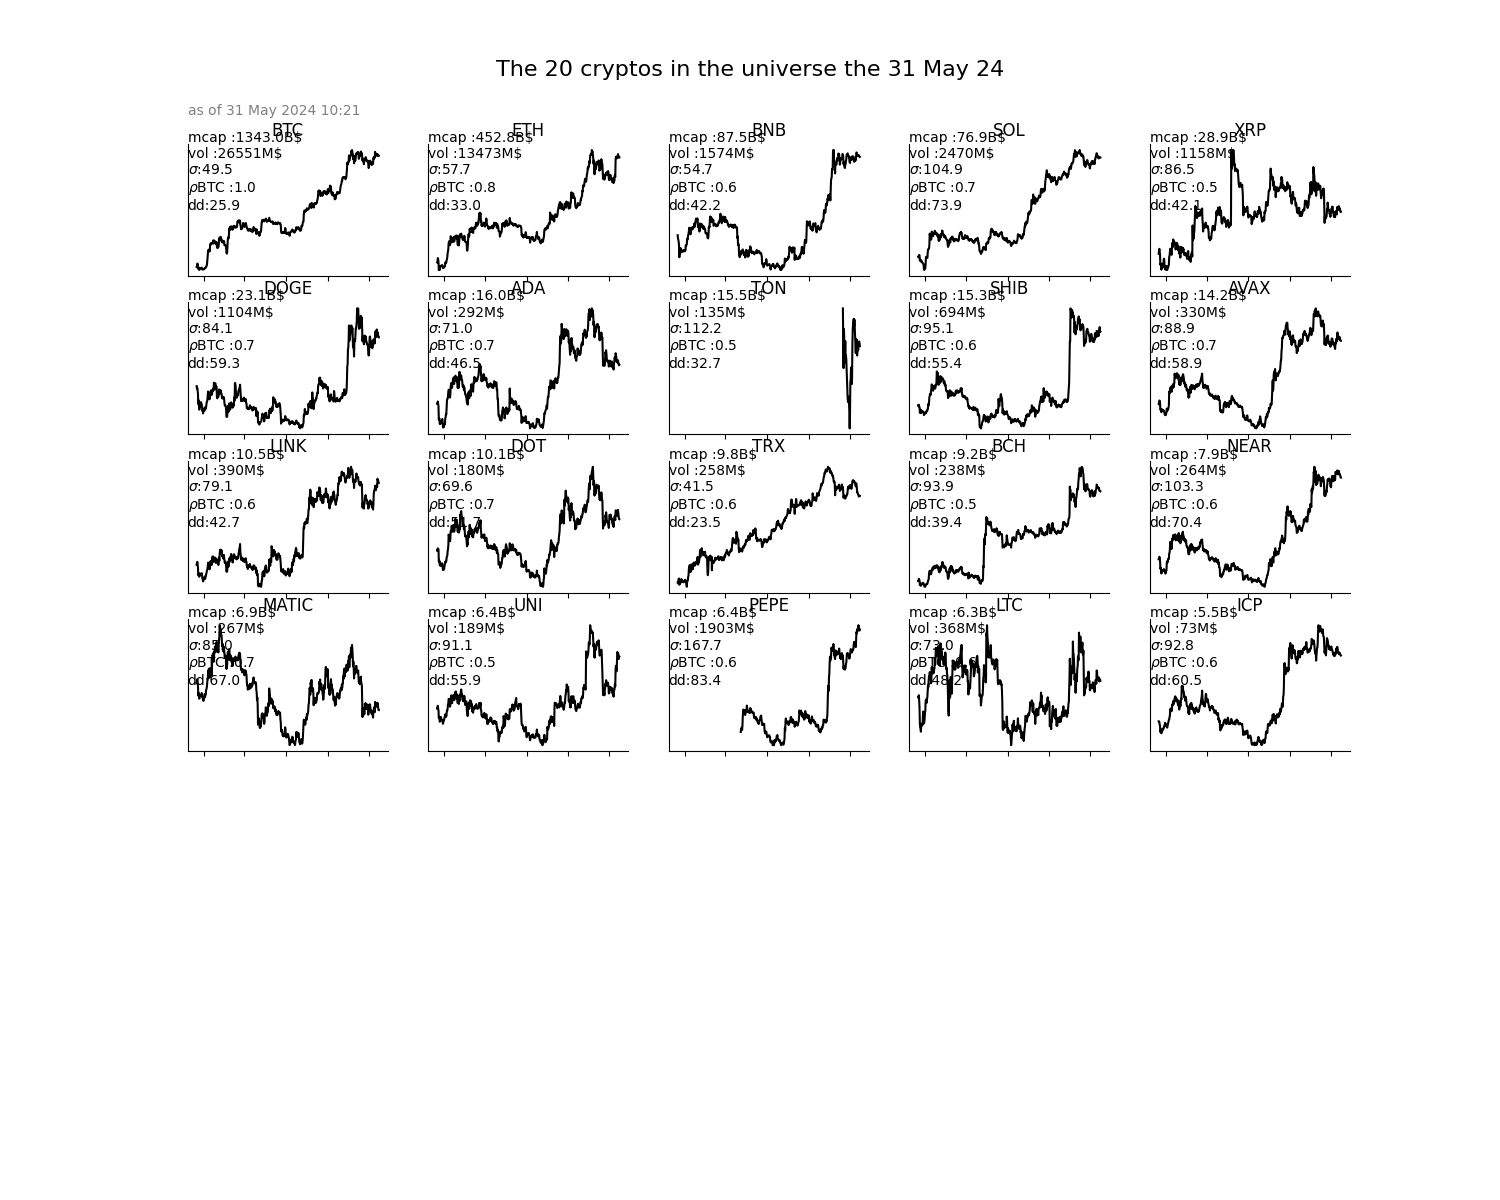 The 20 cryptos in the universe the 31 May 24
as of 31 May 2024 10:21
BTC
mcap :1343.0B$
vol :26551M$
σ:49.5
ρBTC :1.0
dd:25.9
ETH
mcap :452.8B$
vol :13473M$
σ:57.7
ρBTC :0.8
dd:33.0
BNB
mcap :87.5B$
vol :1574M$
σ:54.7
ρBTC :0.6
dd:42.2
SOL
mcap :76.9B$
vol :2470M$
σ:104.9
ρBTC :0.7
dd:73.9
XRP
mcap :28.9B$
vol :1158M$
σ:86.5
ρBTC :0.5
dd:42.1
DOGE
mcap :23.1B$
vol :1104M$
σ:84.1
ρBTC :0.7
dd:59.3
ADA
mcap :16.0B$
vol :292M$
σ:71.0
ρBTC :0.7
dd:46.5
TON
mcap :15.5B$
vol :135M$
σ:112.2
ρBTC :0.5
dd:32.7
SHIB
mcap :15.3B$
vol :694M$
σ:95.1
ρBTC :0.6
dd:55.4
AVAX
mcap :14.2B$
vol :330M$
σ:88.9
ρBTC :0.7
dd:58.9
LINK
mcap :10.5B$
vol :390M$
σ:79.1
ρBTC :0.6
dd:42.7
DOT
mcap :10.1B$
vol :180M$
σ:69.6
ρBTC :0.7
TRX
mcap :9.8B$
vol :258M$
σ:41.5
ρBTC :0.6
dd:23.5
BCH
mcap :9.2B$
vol :238M$
σ:93.9
ρBTC :0.5
dd:39.4
NEAR
mcap :7.9B$
vol :264M$
σ:103.3
ρBTC :0.6
dd:70.4
MATIC
mcap :6.9B$
vol :267M$
ρBTC :0.7
dd:67.0
UNI
mcap :6.4B$
vol :189M$
σ:91.1
ρBTC :0.5
dd:55.9
PEPE
mcap :6.4B$
vol :1903M$
σ:167.7
ρBTC :0.6
dd:83.4
LTC
mcap :6.3B$
vol :368M$
σ:73.0
dd:48.2
ICP
mcap :5.5B$
vol :73M$
σ:92.8
ρBTC :0.6
dd:60.5